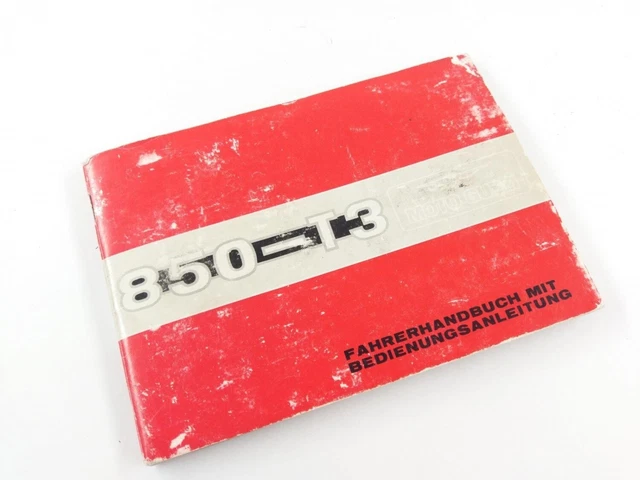 850-T3
FAHRERHANDBUCH MIT
BEDIENUNGSANLEITUNG